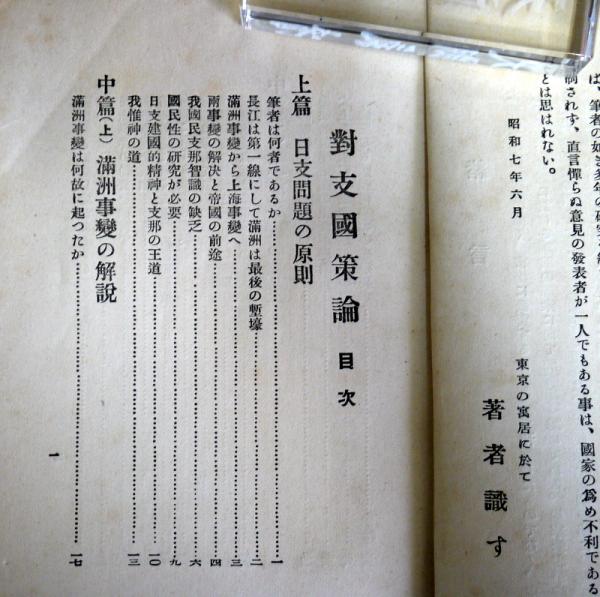 は、筆者の如き多年の研究
制されず、直言憚らぬ意見の發表者が一人でもある事は、國家の爲め不利である
とは思はれない。
昭和七年六月
東京の寓居に於て
著者識す
對支國策論 目次
上篇 日支問題の原則
筆者は何者であるか…一
長江は第一線にして滿洲は最後の塹壕…二
滿洲事變から上海事變へ…三
兩事變の解決と帝國の前途…四
我國民支那智識の缺乏…六
國民性の研究が必要…九
日支建國的精神と支那の王道…一〇
我惟神の道…一三
中篇(上) 滿洲事變の解說
滿洲事變は何故に起つたか…一七
一